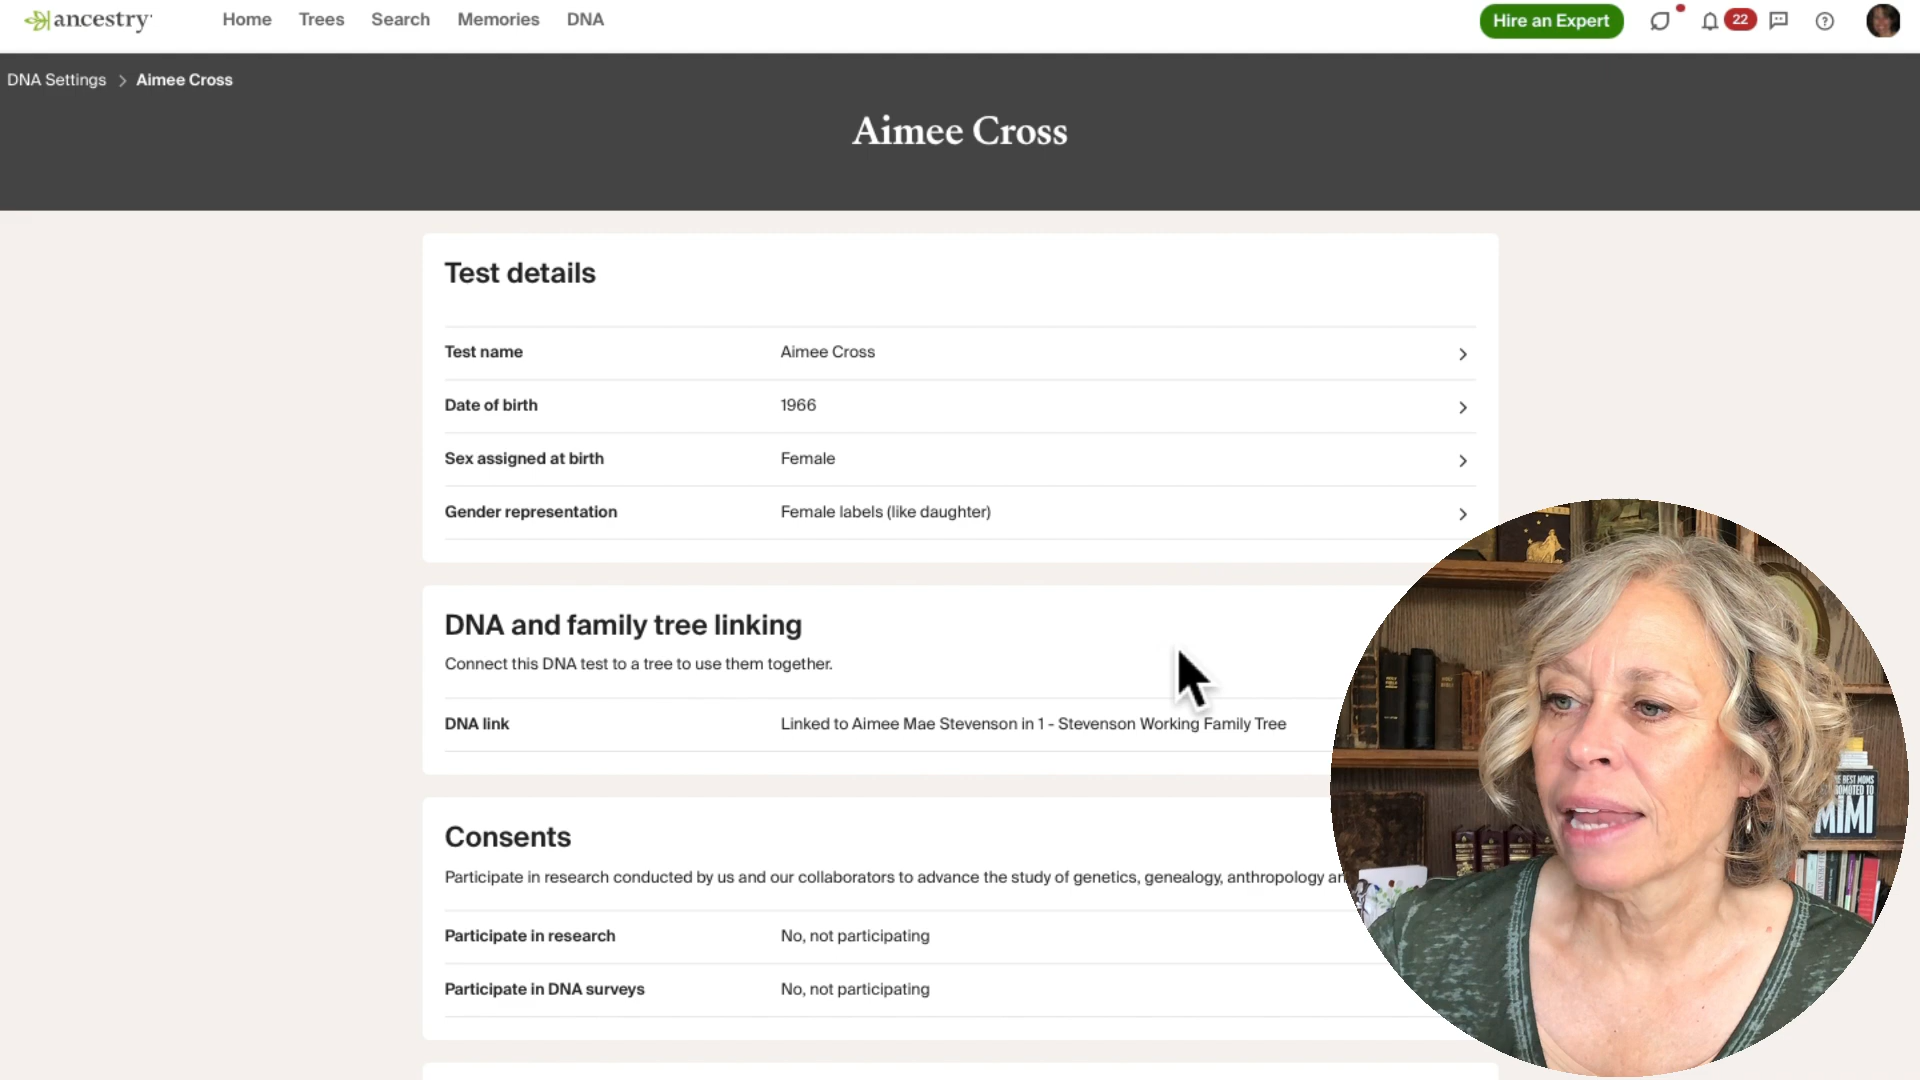 ancestry
Home Trees Search Memories DNA Hire an Expert 22
DNA Settings > Aimee Cross
Aimee Cross
Test details
Test name Aimee Cross
Date of birth 1966
Sex assigned at birth Female
Gender representation Female labels (like daughter)
DNA and family tree linking
Connect this DNA test to a tree to use them together.
DNA link Linked to Aimee Mae Stevenson in 1 - Stevenson Working Family Tree
Consents
Participate in research conducted by us and our collaborators to advance the study of genetics, genealogy, anthropology
Participate in research No, not participating
Participate in DNA surveys No, not participating
BEST MOMS
TO
MIMI